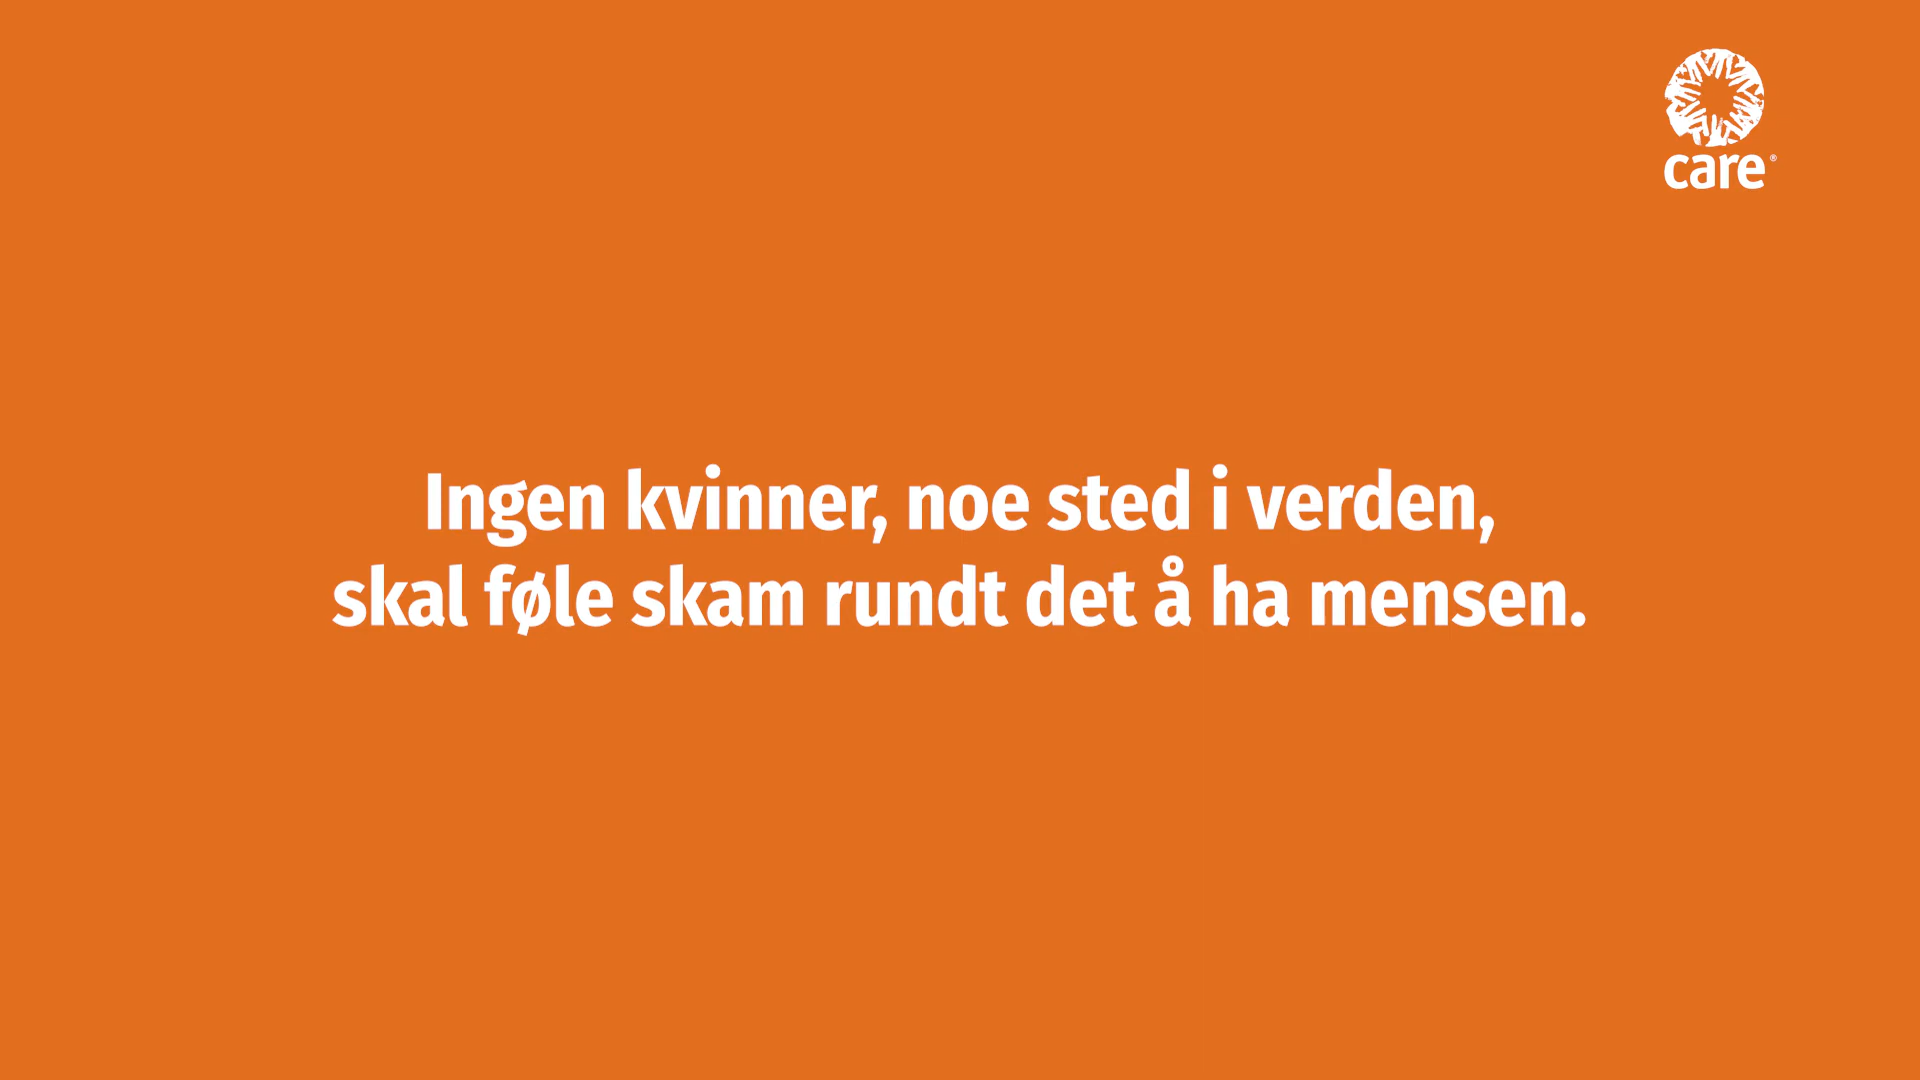 care®
Ingen kvinner, noe sted i verden,
skal føle skam rundt det å ha mensen.